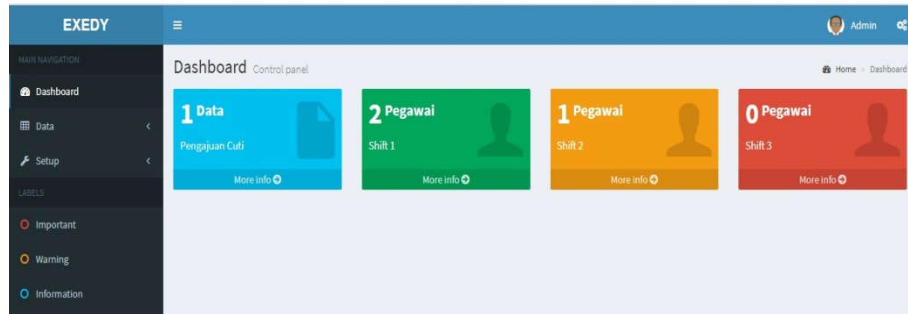 EXEDY
Admin
MAIN NAVIGATION
Dashboard
Data
Setup
LABELS
Important
Warning
Information
Dashboard Control panel
Home > Dashboard
1 Data
Pengajuan Cuti
More info
2 Pegawai
Shift 1
More info
1 Pegawai
Shift 2
More info
0 Pegawai
Shift 3
More info